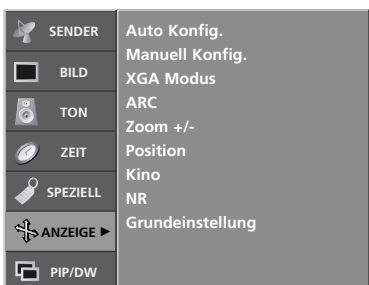 SENDER
BILD
TON
ZEIT
SPEZIELL
ANZEIGE ►
PIP/DW
Auto Konfig.
Manuell Konfig.
XGA Modus
ARC
Zoom +/-
Position
Kino
NR
Grundeinstellung